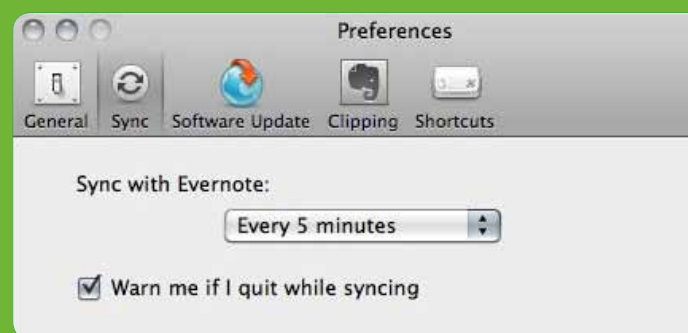 Preferences
General Sync Software Update Clipping Shortcuts
Sync with Evernote:
Every 5 minutes
Warn me if I quit while syncing